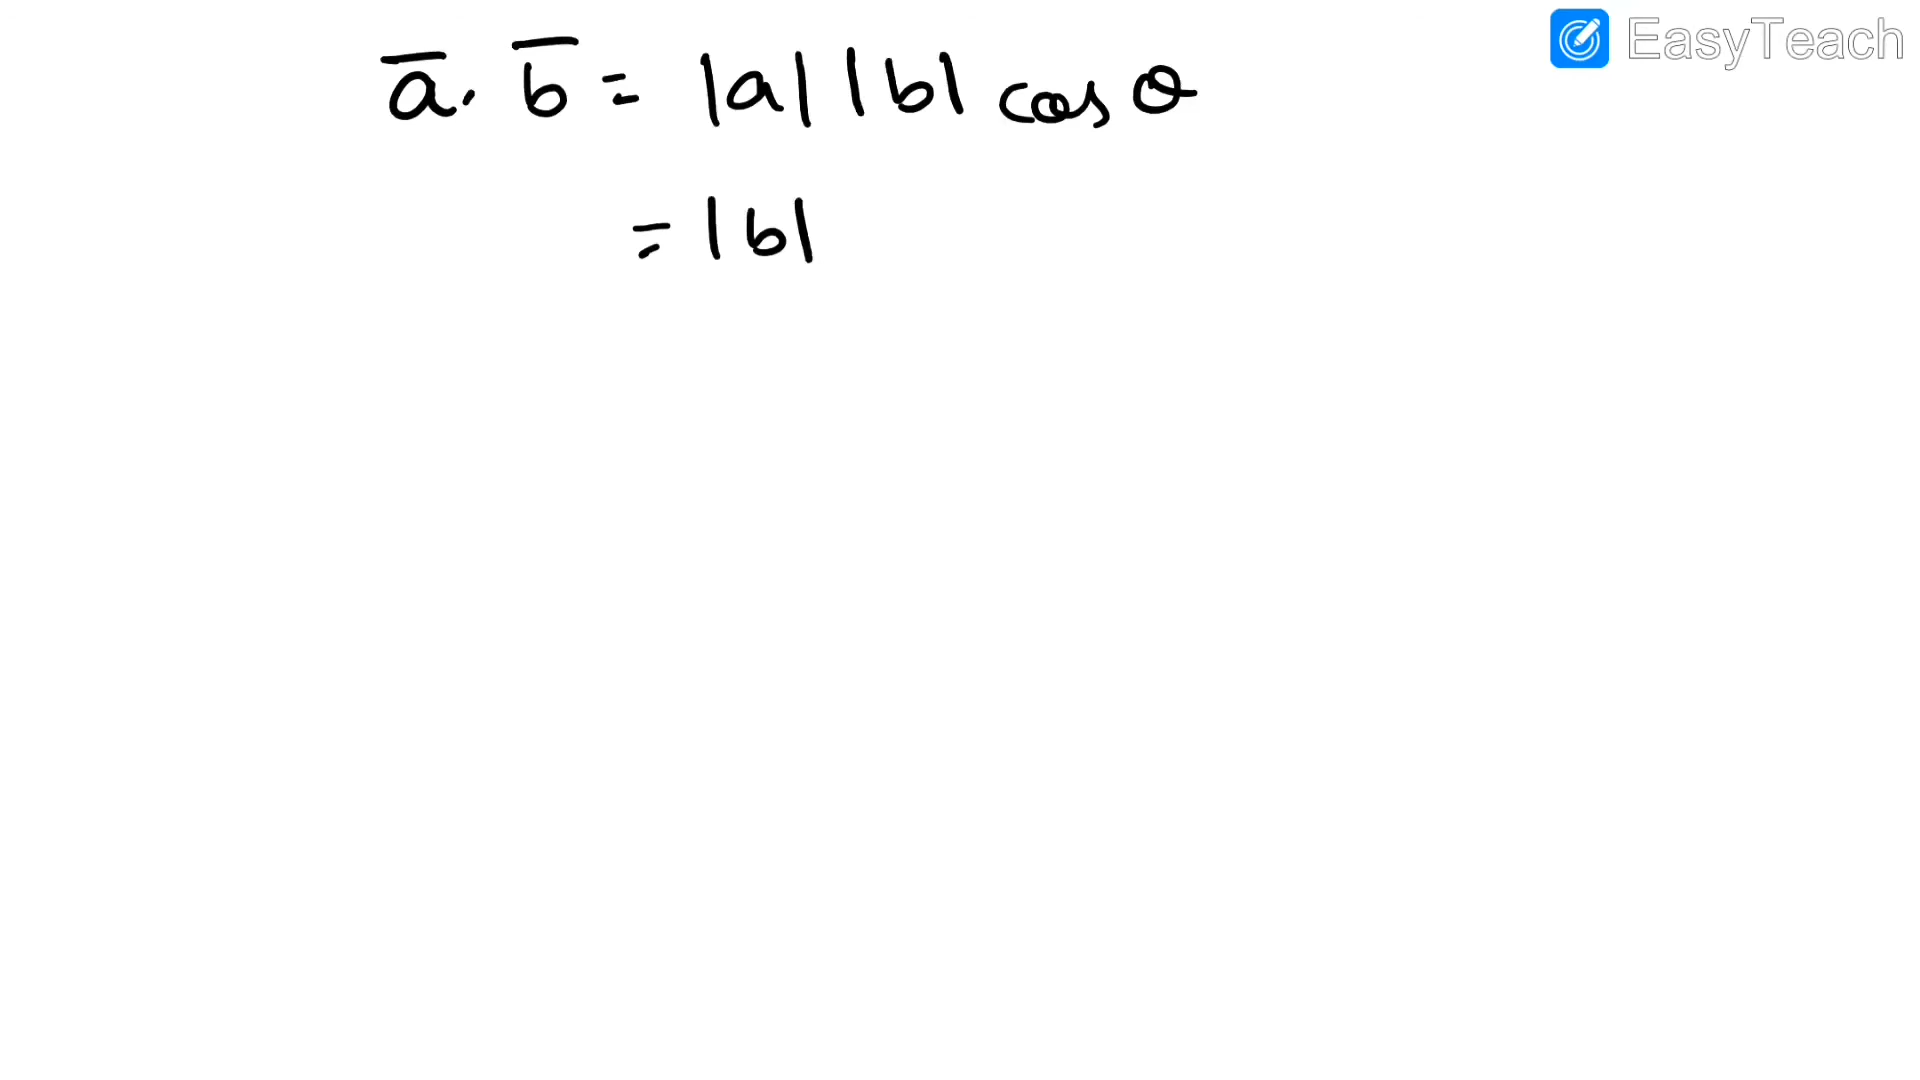 EasyTeach
a̅ . b̅ = |a| |b| cos θ
= |b|